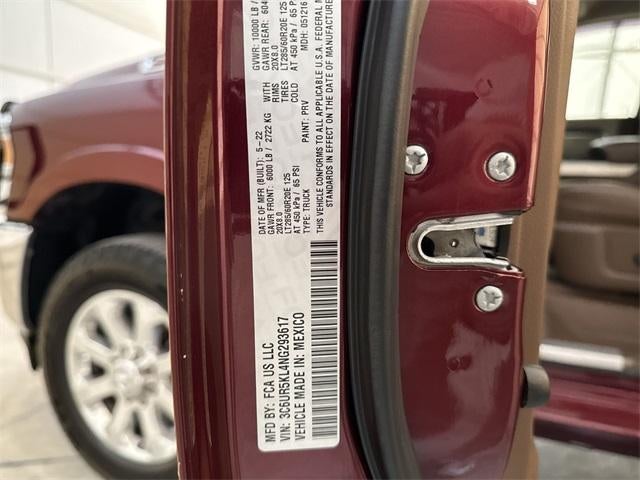 MFD BY: FCA US LLC
DATE OF MFR (BUILT): 5-22
GVWR: 10000 LB /
GAWR FRONT: 6000 LB / 2722 KG WITH
GAWR REAR: 604
20X8.0 RIMS
20X8.0
LT285/60R20E 125 TIRES
LT285/60R20E 125
AT 450 kPa / 65 PSI COLD
AT 450 kPa / 65 P
VIN: 3C6UR5KL4NG293617
TYPE: TRUCK
PAINT: PRV
MDH: 051216
VEHICLE MADE IN: MEXICO
THIS VEHICLE CONFORMS TO ALL APPLICABLE U.S.A. FEDERAL M
STANDARDS IN EFFECT ON THE DATE OF MANUFACTURE